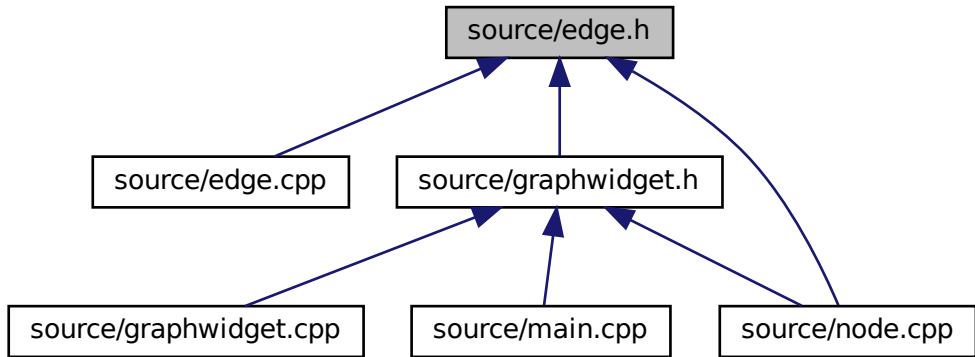 source/edge.h
source/edge.cpp
source/graphwidget.h
source/graphwidget.cpp
source/main.cpp
source/node.cpp